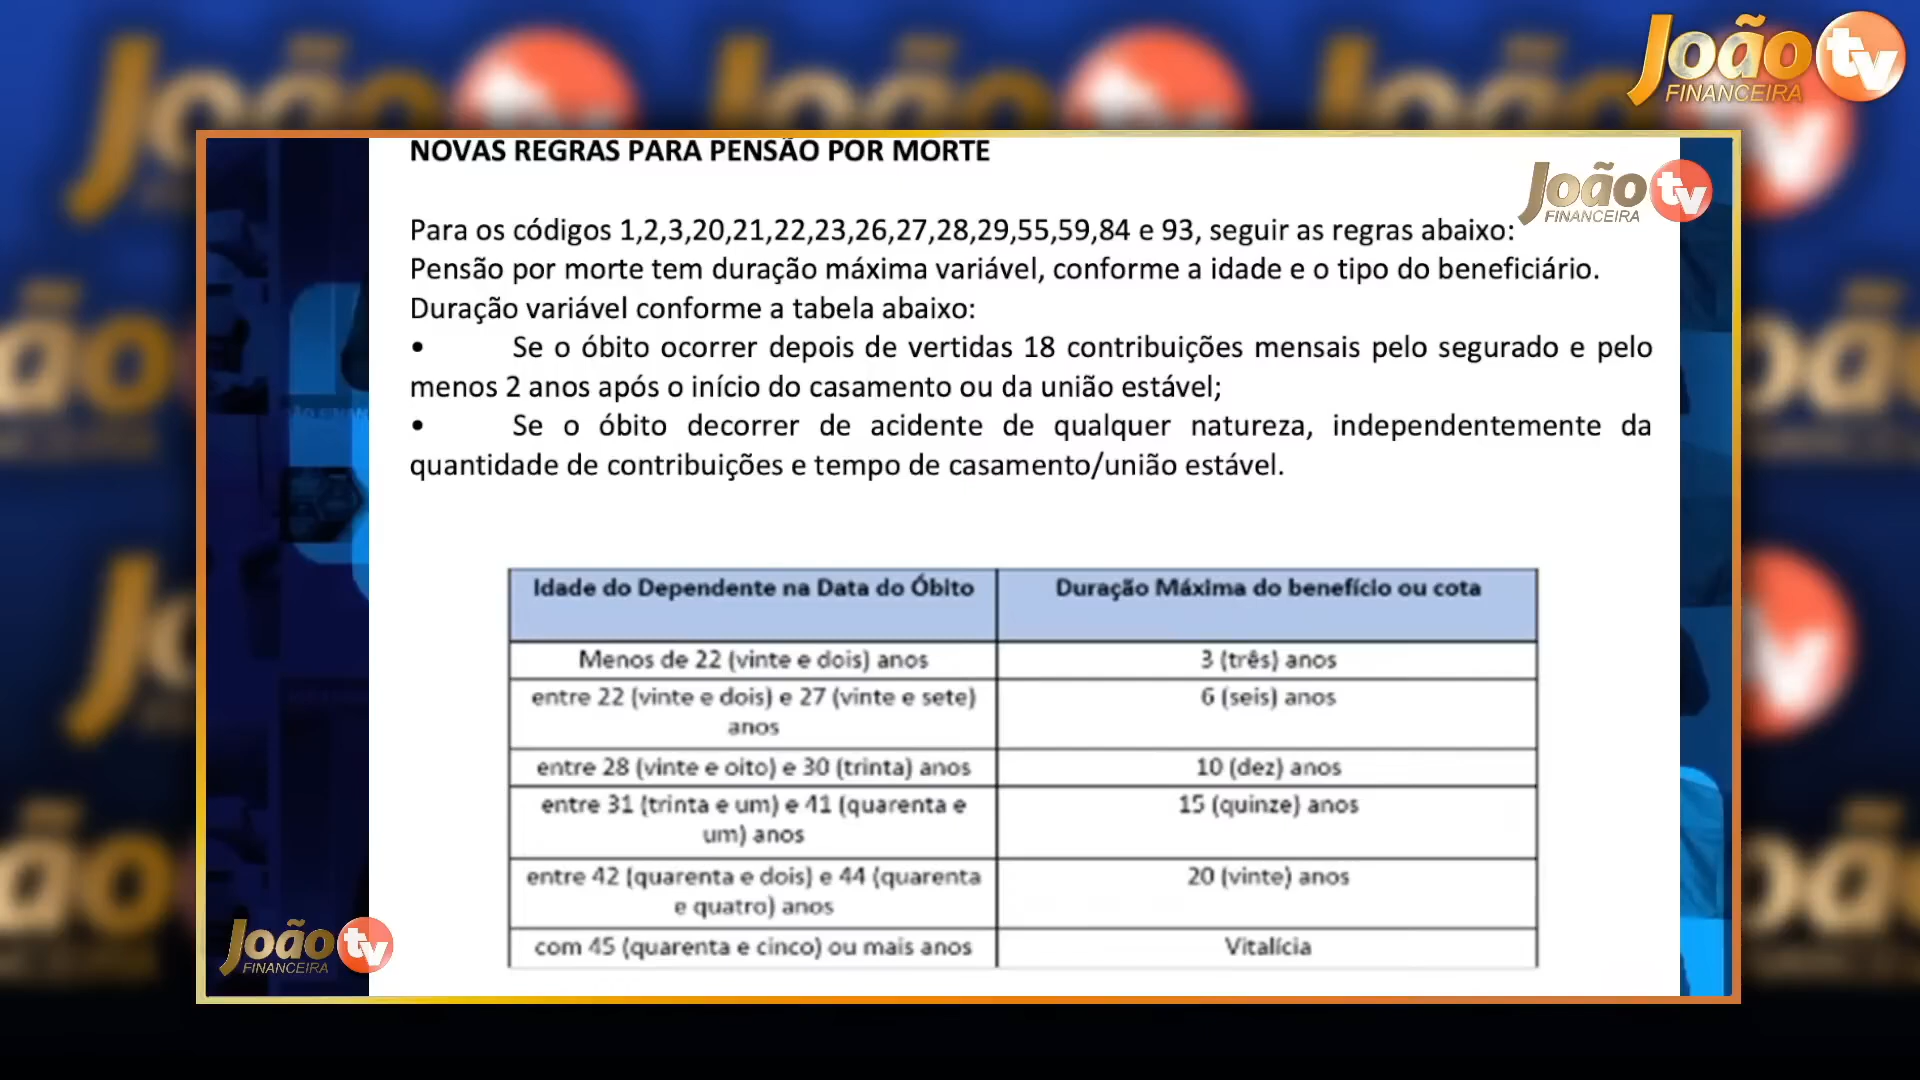 João tv
FINANCEIRA
NOVAS REGRAS PARA PENSÃO POR MORTE
João tv
FINANCEIRA
Para os códigos 1,2,3,20,21,22,23,26,27,28,29,55,59,84 e 93, seguir as regras abaixo:
Pensão por morte tem duração máxima variável, conforme a idade e o tipo do beneficiário.
Duração variável conforme a tabela abaixo:
• Se o óbito ocorrer depois de vertidas 18 contribuições mensais pelo segurado e pelo
menos 2 anos após o início do casamento ou da união estável;
• Se o óbito decorrer de acidente de qualquer natureza, independentemente da
quantidade de contribuições e tempo de casamento/união estável.
Idade do Dependente na Data do Óbito Duração Máxima do benefício ou cota
Menos de 22 (vinte e dois) anos 3 (três) anos
entre 22 (vinte e dois) e 27 (vinte e sete) 6 (seis) anos
anos
entre 28 (vinte e oito) e 30 (trinta) anos 10 (dez) anos
entre 31 (trinta e um) e 41 (quarenta e 15 (quinze) anos
um) anos
entre 42 (quarenta e dois) e 44 (quarenta 20 (vinte) anos
e quatro) anos
com 45 (quarenta e cinco) ou mais anos Vitalícia
João tv
FINANCEIRA